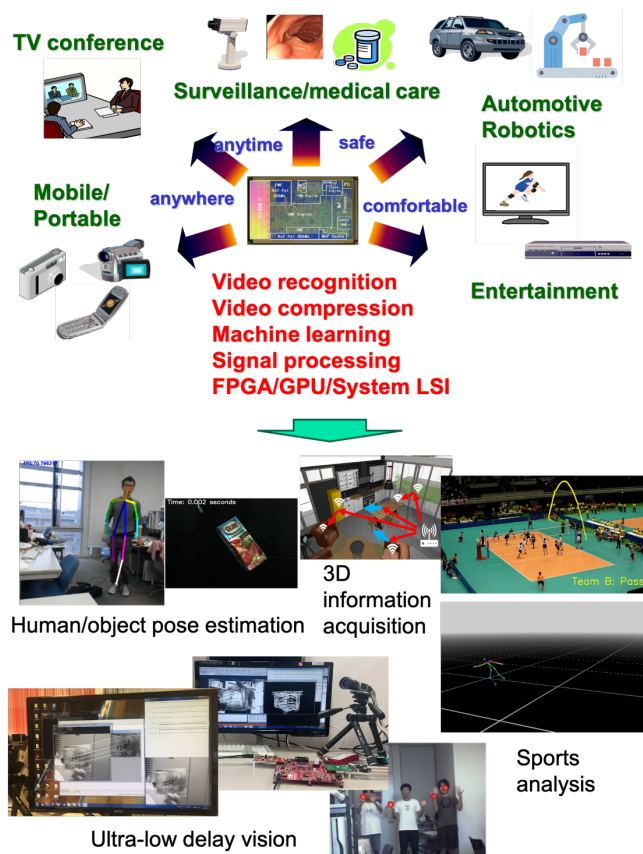 TV conference
Surveillance/medical care
Automotive
Robotics
anytime
safe
Mobile/
Portable
anywhere
comfortable
Entertainment
Video recognition
Video compression
Machine learning
Signal processing
FPGA/GPU/System LSI
Time: 0.002 seconds
Team B: Pass
Human/object pose estimation
3D
information
acquisition
Sports
analysis
Ultra-low delay vision